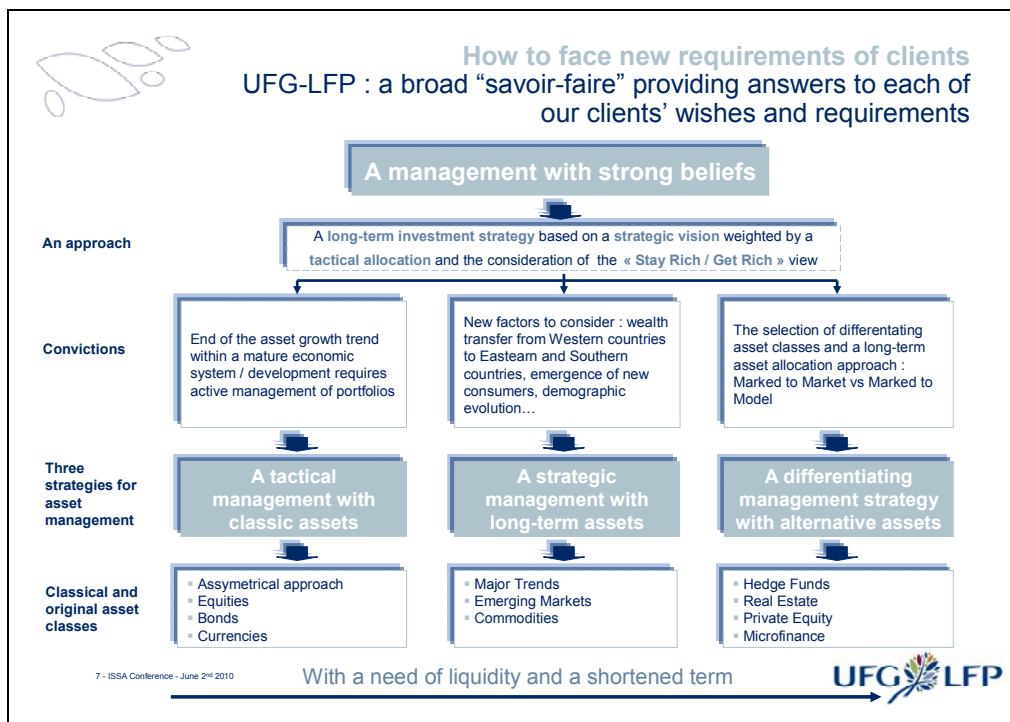 How to face new requirements of clients
UFG-LFP : a broad “savoir-faire” providing answers to each of
our clients’ wishes and requirements
A management with strong beliefs
An approach
A long-term investment strategy based on a strategic vision weighted by a
tactical allocation and the consideration of the « Stay Rich / Get Rich » view
Convictions
End of the asset growth trend
within a mature economic
system / development requires
active management of portfolios
New factors to consider : wealth
transfer from Western countries
to Eastearn and Southern
countries, emergence of new
consumers, demographic
evolution…
The selection of differentating
asset classes and a long-term
asset allocation approach :
Marked to Market vs Marked to
Model
Three
strategies for
asset
management
A tactical
management with
classic assets
A strategic
management with
long-term assets
A differentiating
management strategy
with alternative assets
Classical and
original asset
classes
▪ Assymetrical approach
▪ Equities
▪ Bonds
▪ Currencies
▪ Major Trends
▪ Emerging Markets
▪ Commodities
▪ Hedge Funds
▪ Real Estate
▪ Private Equity
▪ Microfinance
7 - ISSA Conference - June 2nd 2010
With a need of liquidity and a shortened term
UFG LFP